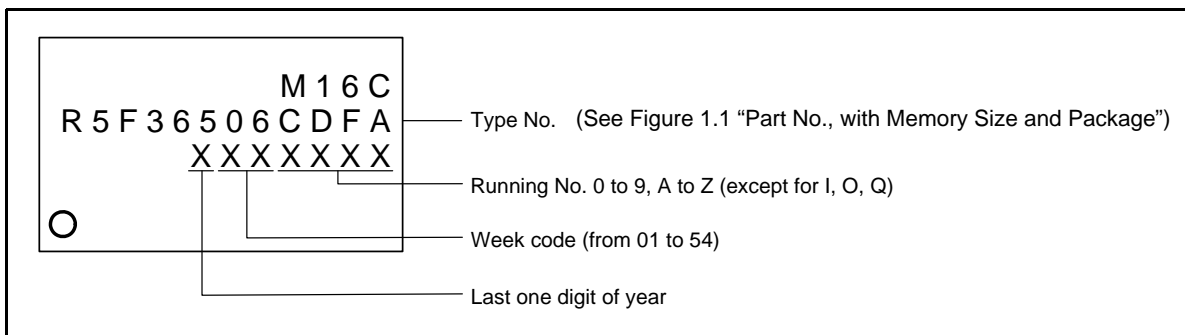 M16C
R5F36506CDFA
XXXXXXX
Type No. (See Figure 1.1 “Part No., with Memory Size and Package”)
Running No. 0 to 9, A to Z (except for I, O, Q)
Week code (from 01 to 54)
Last one digit of year